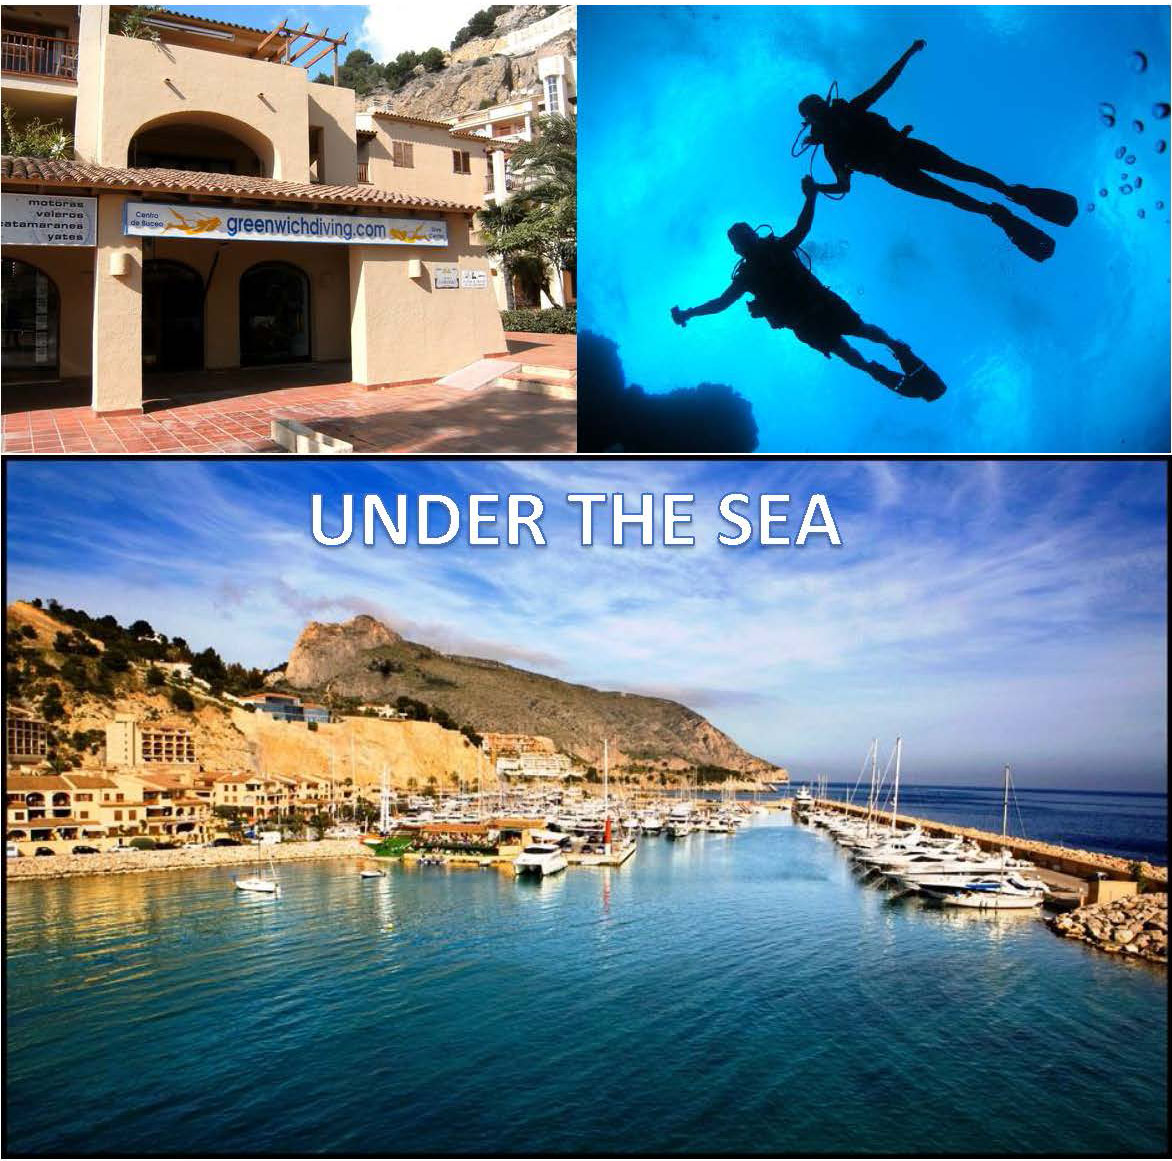 motoras
veleros
catamaranes
yates
Centro
de Buceo
greenwichdiving.com
Dive
Center
UNDER THE SEA